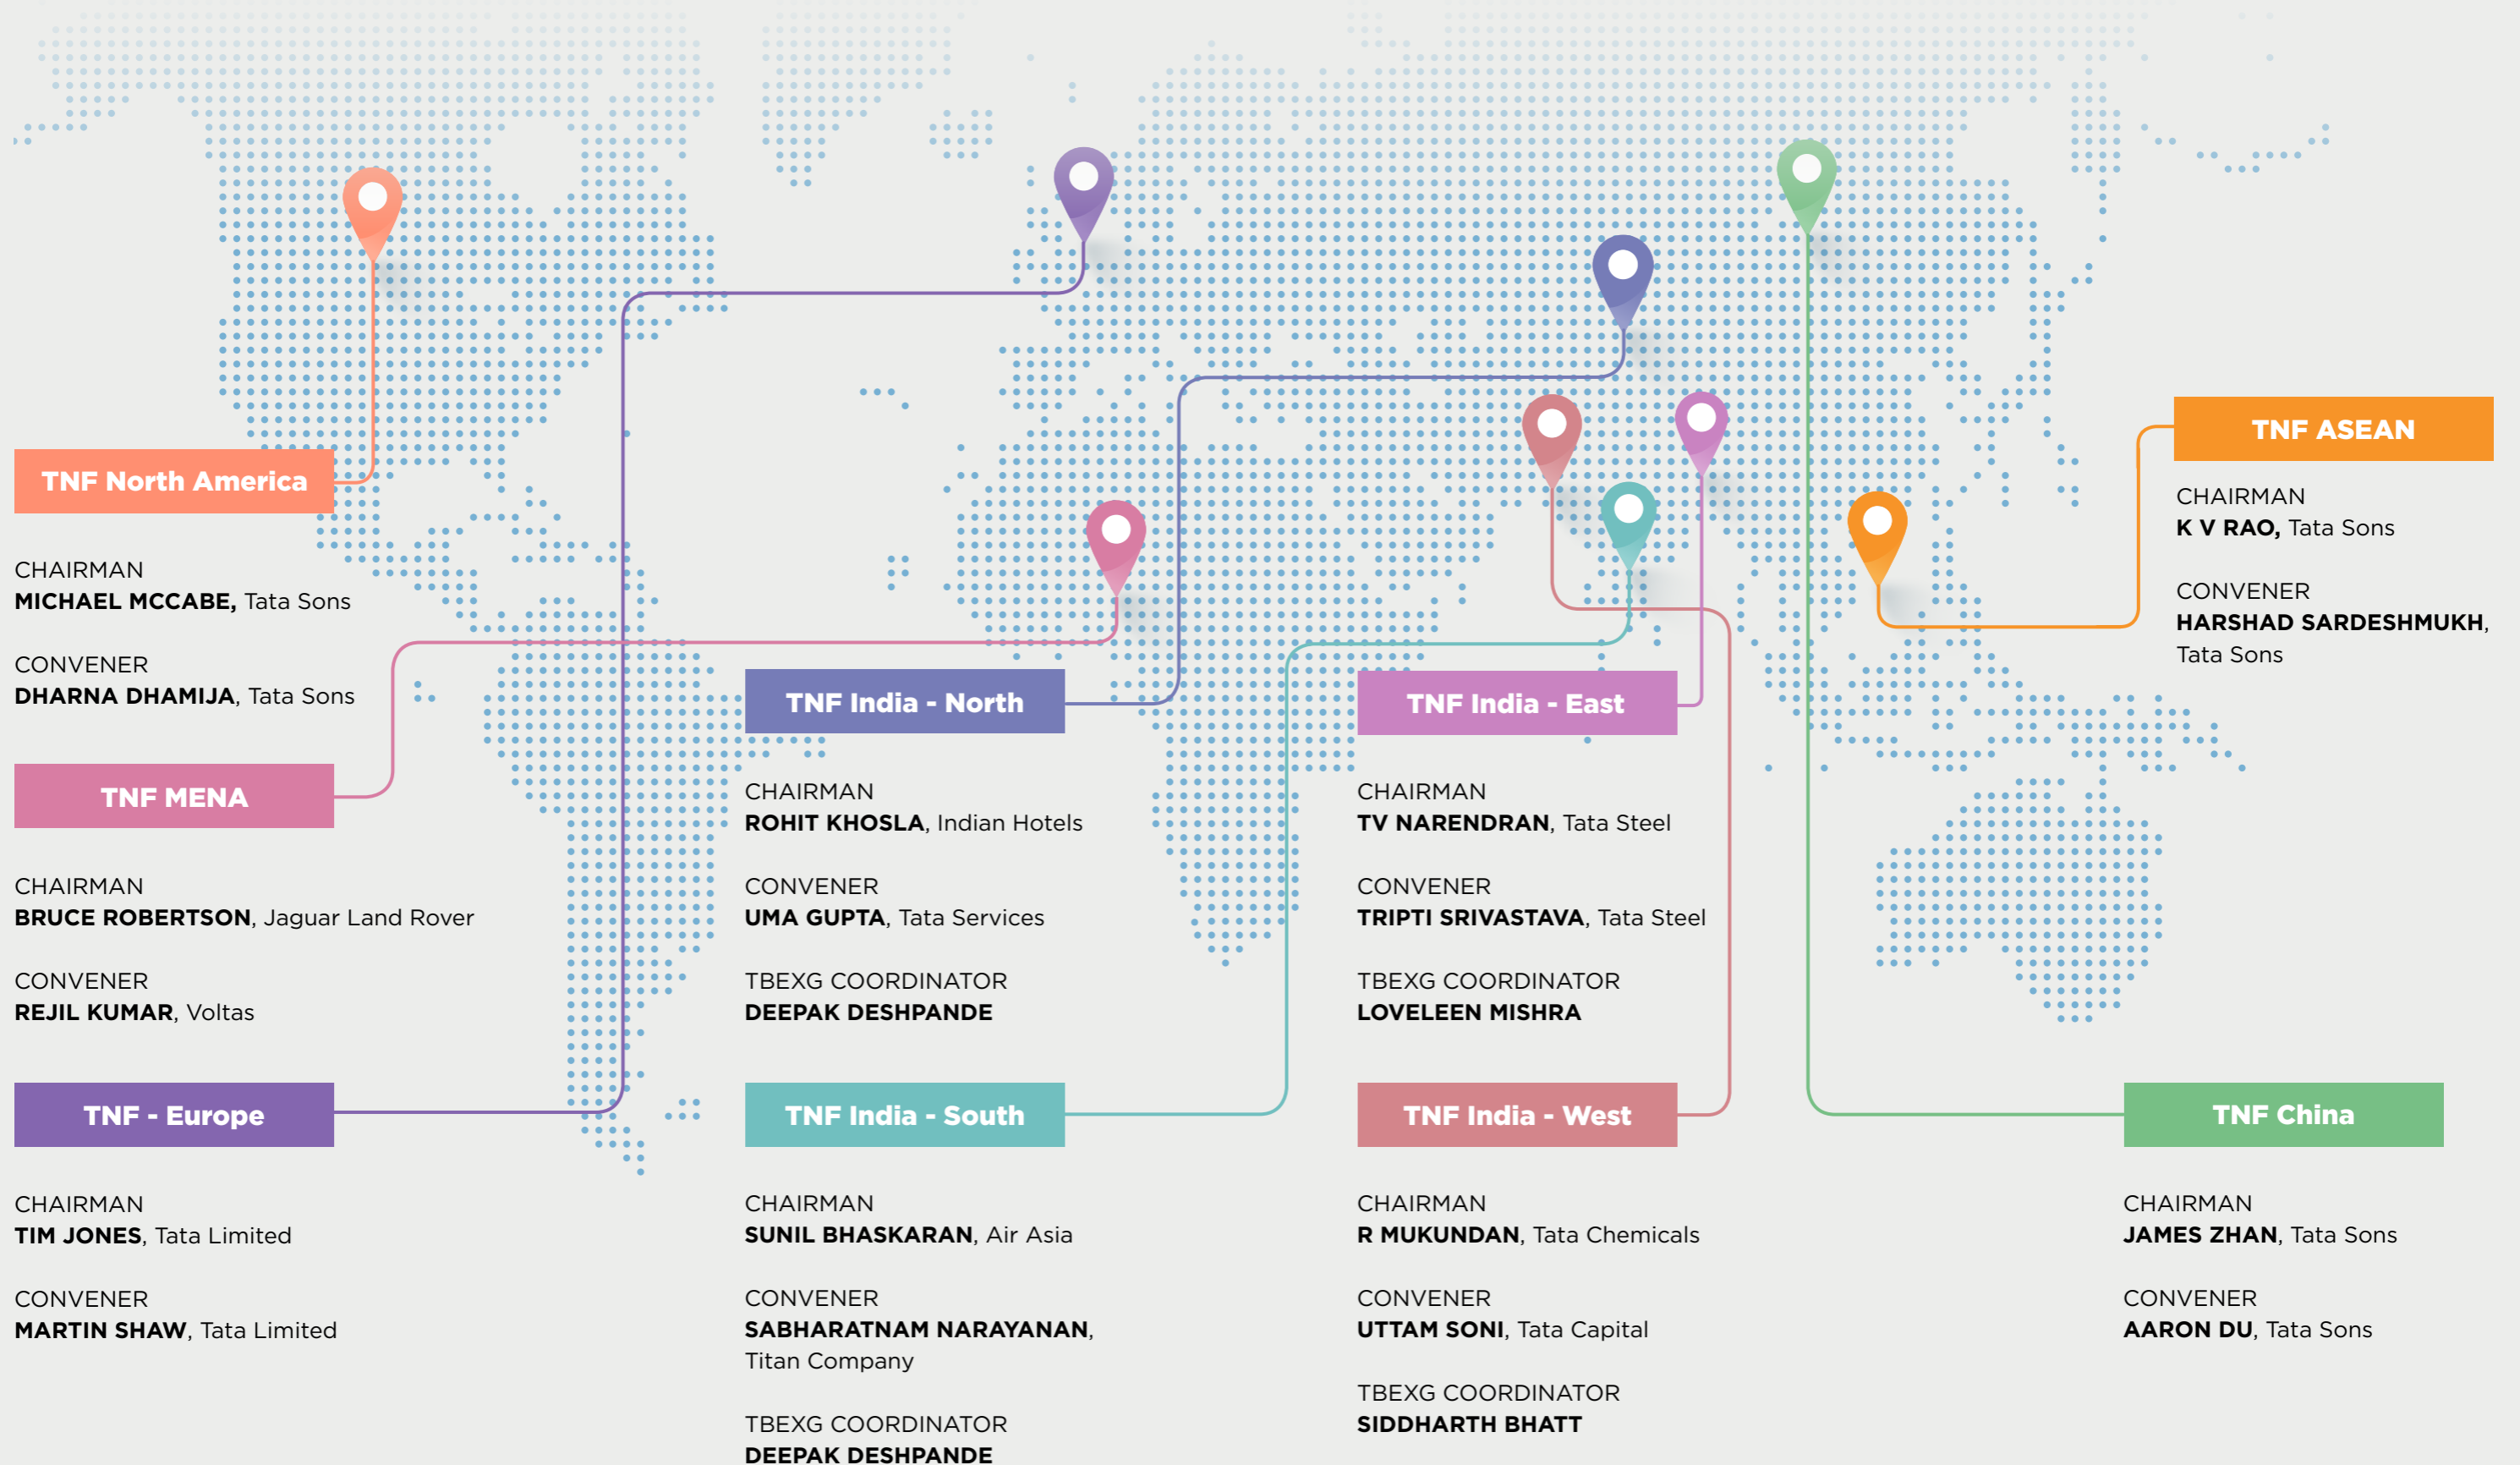 TNF North America
CHAIRMAN
MICHAEL MCCABE, Tata Sons
CONVENER
DHARNA DHAMIJA, Tata Sons
TNF MENA
CHAIRMAN
BRUCE ROBERTSON, Jaguar Land Rover
CONVENER
REJIL KUMAR, Voltas
TNF - Europe
CHAIRMAN
TIM JONES, Tata Limited
CONVENER
MARTIN SHAW, Tata Limited
TNF India - North
CHAIRMAN
ROHIT KHOSLA, Indian Hotels
CONVENER
UMA GUPTA, Tata Services
TBEXG COORDINATOR
DEEPAK DESHPANDE
TNF India - South
CHAIRMAN
SUNIL BHASKARAN, Air Asia
CONVENER
SABHARATNAM NARAYANAN,
Titan Company
TBEXG COORDINATOR
DEEPAK DESHPANDE
TNF India - East
CHAIRMAN
TV NARENDRAN, Tata Steel
CONVENER
TRIPTI SRIVASTAVA, Tata Steel
TBEXG COORDINATOR
LOVELEEN MISHRA
TNF India - West
CHAIRMAN
R MUKUNDAN, Tata Chemicals
CONVENER
UTTAM SONI, Tata Capital
TBEXG COORDINATOR
SIDDHARTH BHATT
TNF ASEAN
CHAIRMAN
K V RAO, Tata Sons
CONVENER
HARSHAD SARDESHMUKH,
Tata Sons
TNF China
CHAIRMAN
JAMES ZHAN, Tata Sons
CONVENER
AARON DU, Tata Sons